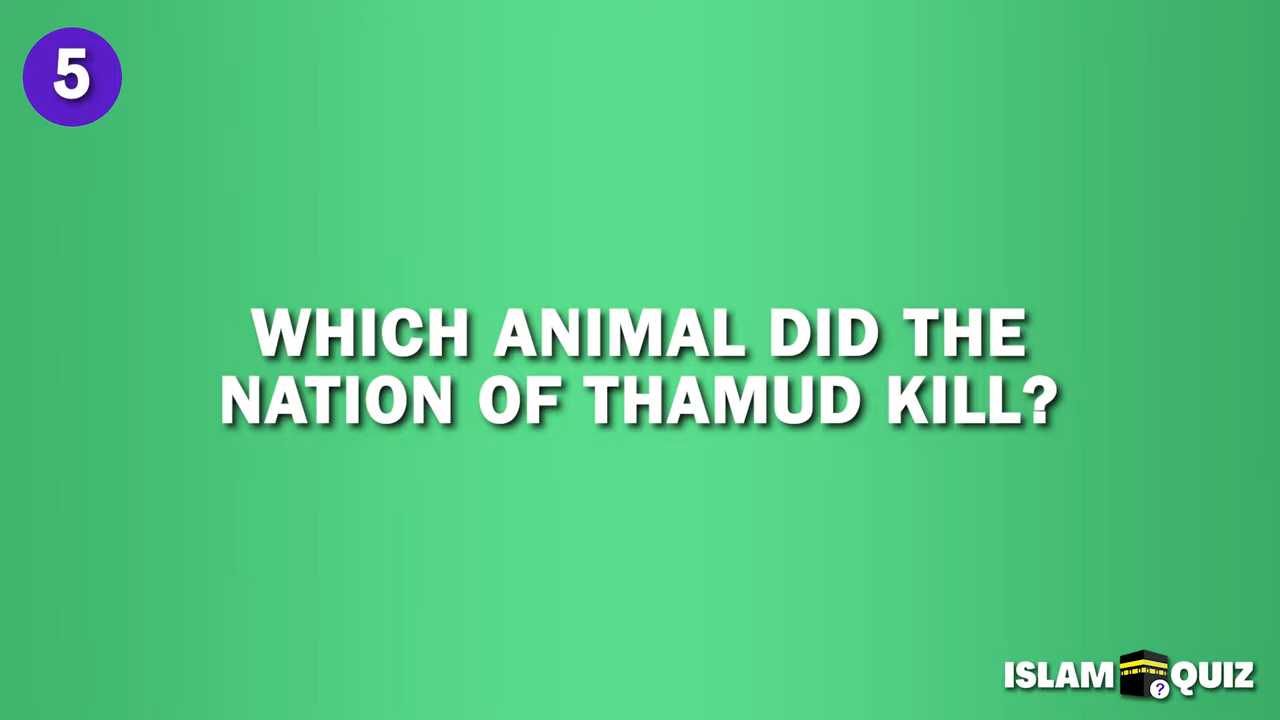 5
WHICH ANIMAL DID THE
NATION OF THAMUD KILL?
ISLAM QUIZ
?